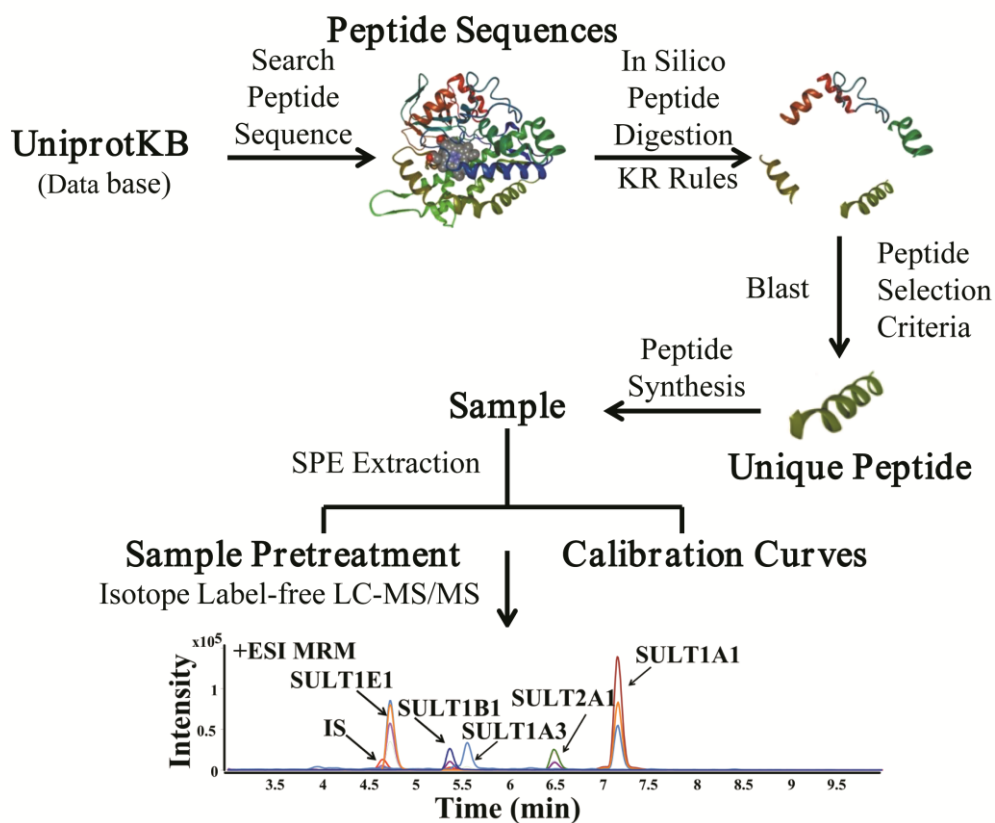 Peptide Sequences
Search
Peptide
Sequence
In Silico
Peptide
Digestion
KR Rules
UniprotKB
(Data base)
Blast
Peptide
Selection
Criteria
Peptide
Synthesis
Sample
Unique Peptide
SPE Extraction
Sample Pretreatment
Calibration Curves
Isotope Label-free LC-MS/MS
x10⁵
+ESI MRM
SULT1E1
SULT1B1
SULT2A1
SULT1A1
IS
SULT1A3
Intensity
1
0.5
0
3.5 4 4.5 5 5.5 6 6.5 7 7.5 8 8.5 9 9.5
Time (min)